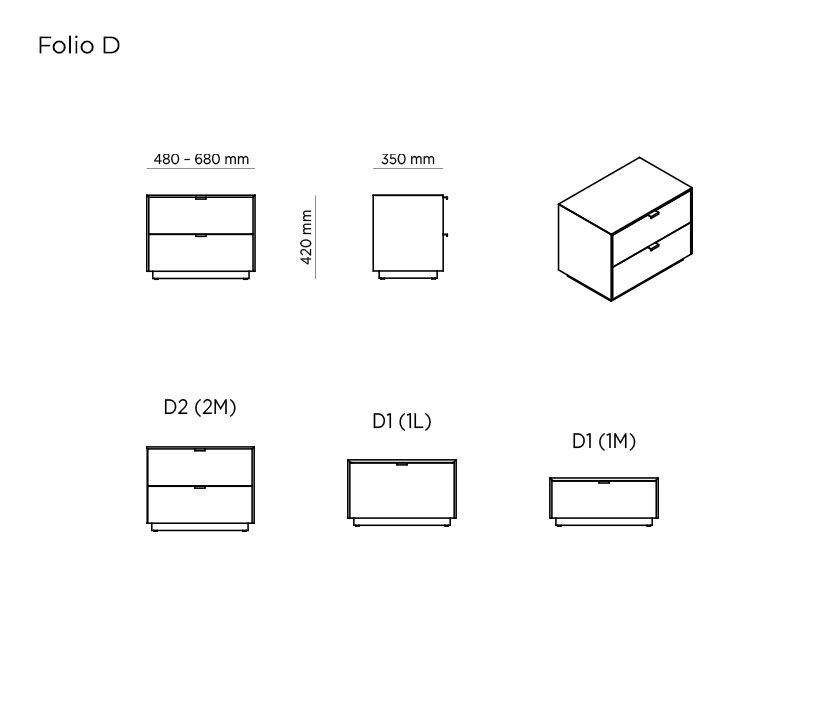 Folio D
480 – 680 mm
350 mm
420 mm
D2 (2M)
D1 (1L)
D1 (1M)